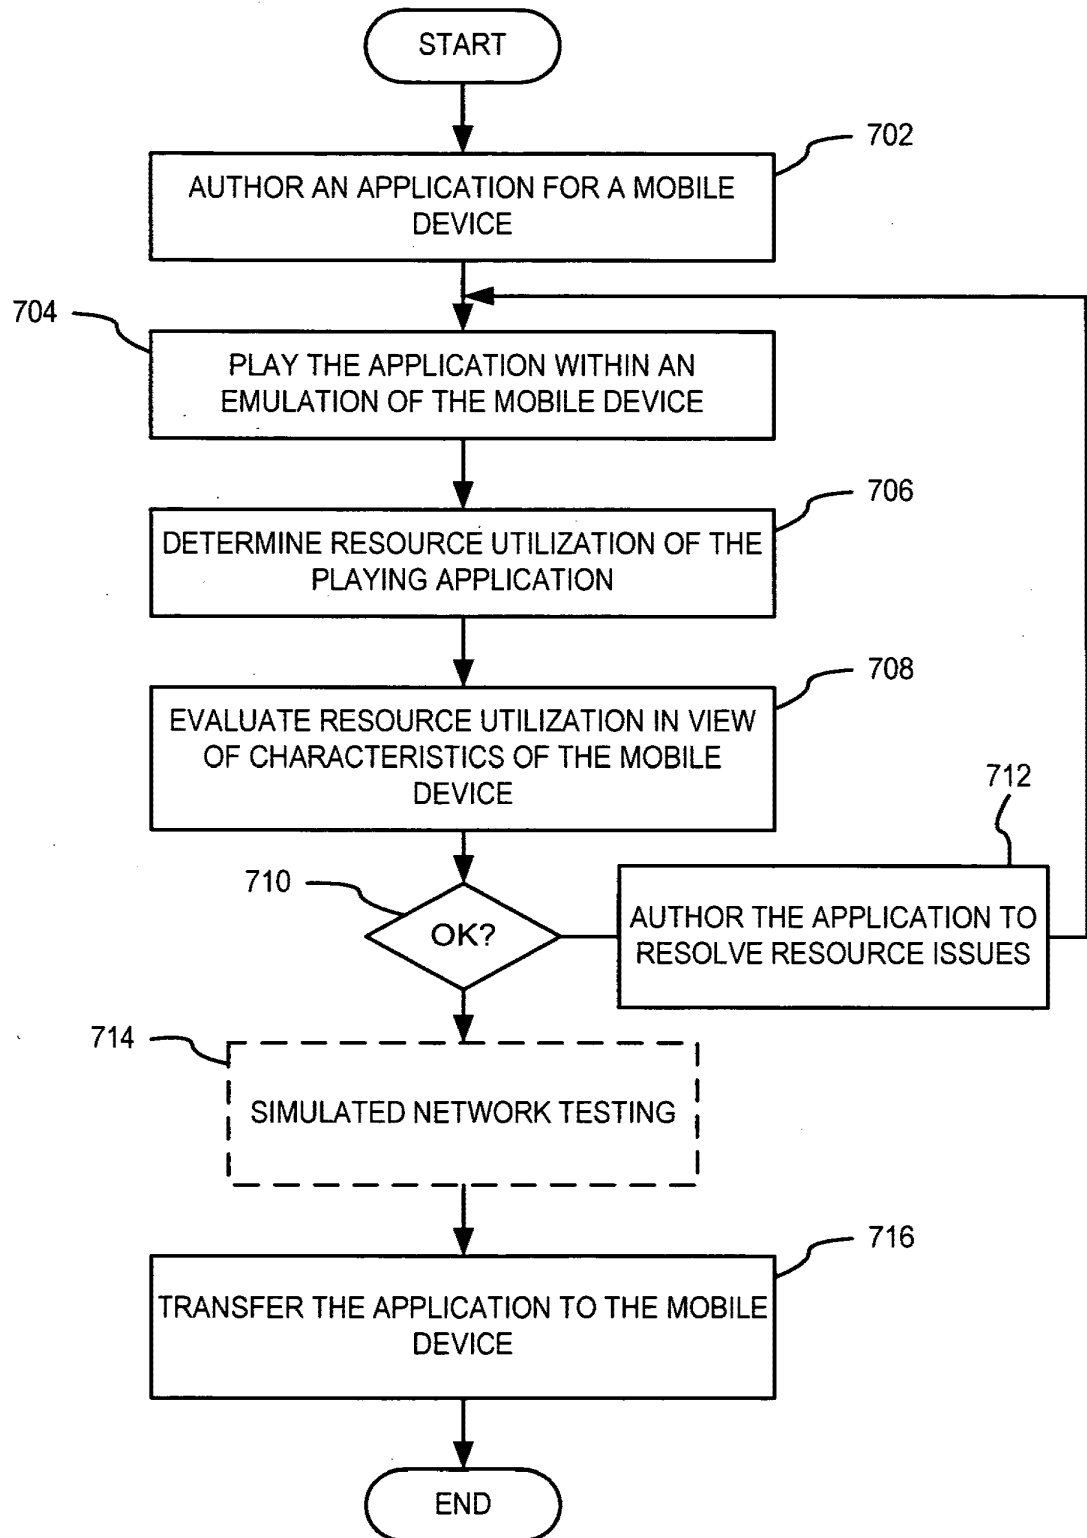 START
702
AUTHOR AN APPLICATION FOR A MOBILE
DEVICE
704
PLAY THE APPLICATION WITHIN AN
EMULATION OF THE MOBILE DEVICE
706
DETERMINE RESOURCE UTILIZATION OF THE
PLAYING APPLICATION
708
EVALUATE RESOURCE UTILIZATION IN VIEW
OF CHARACTERISTICS OF THE MOBILE
DEVICE
710
OK?
712
AUTHOR THE APPLICATION TO
RESOLVE RESOURCE ISSUES
714
SIMULATED NETWORK TESTING
716
TRANSFER THE APPLICATION TO THE MOBILE
DEVICE
END